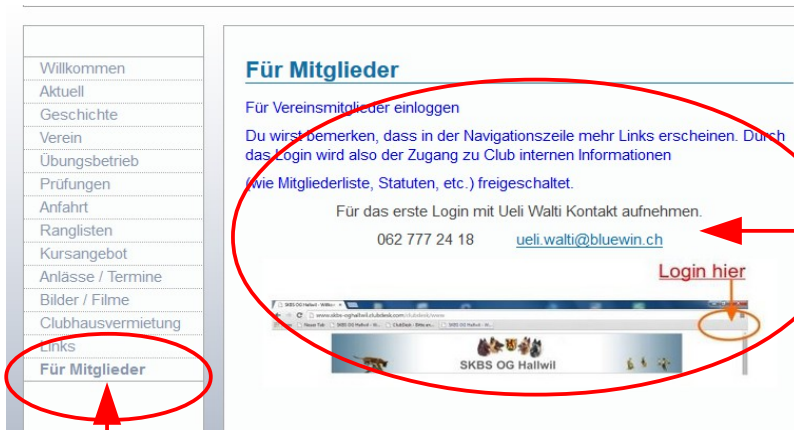 Willkommen
Aktuell
Geschichte
Verein
Übungsbetrieb
Prüfungen
Anfahrt
Ranglisten
Kursangebot
Anlässe / Termine
Bilder / Filme
Clubhausvermietung
Links
Für Mitglieder
Für Mitglieder
Für Vereinsmitglieder einloggen
Du wirst bemerken, dass in der Navigationszeile mehr Links erscheinen. Durch
das Login wird also der Zugang zu Club internen Informationen
(wie Mitgliederliste, Statuten, etc.) freigeschaltet.
Für das erste Login mit Ueli Walti Kontakt aufnehmen.
062 777 24 18 ueli.walti@bluewin.ch
Login hier
SKBS OG Hallwil